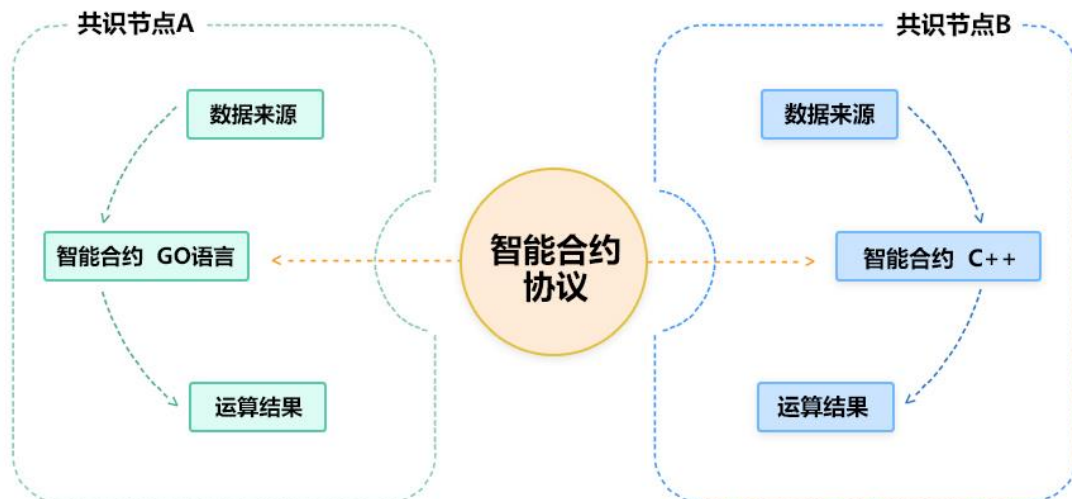 共识节点A
数据来源
智能合约 GO语言
运算结果
智能合约
协议
共识节点B
数据来源
智能合约 C++
运算结果